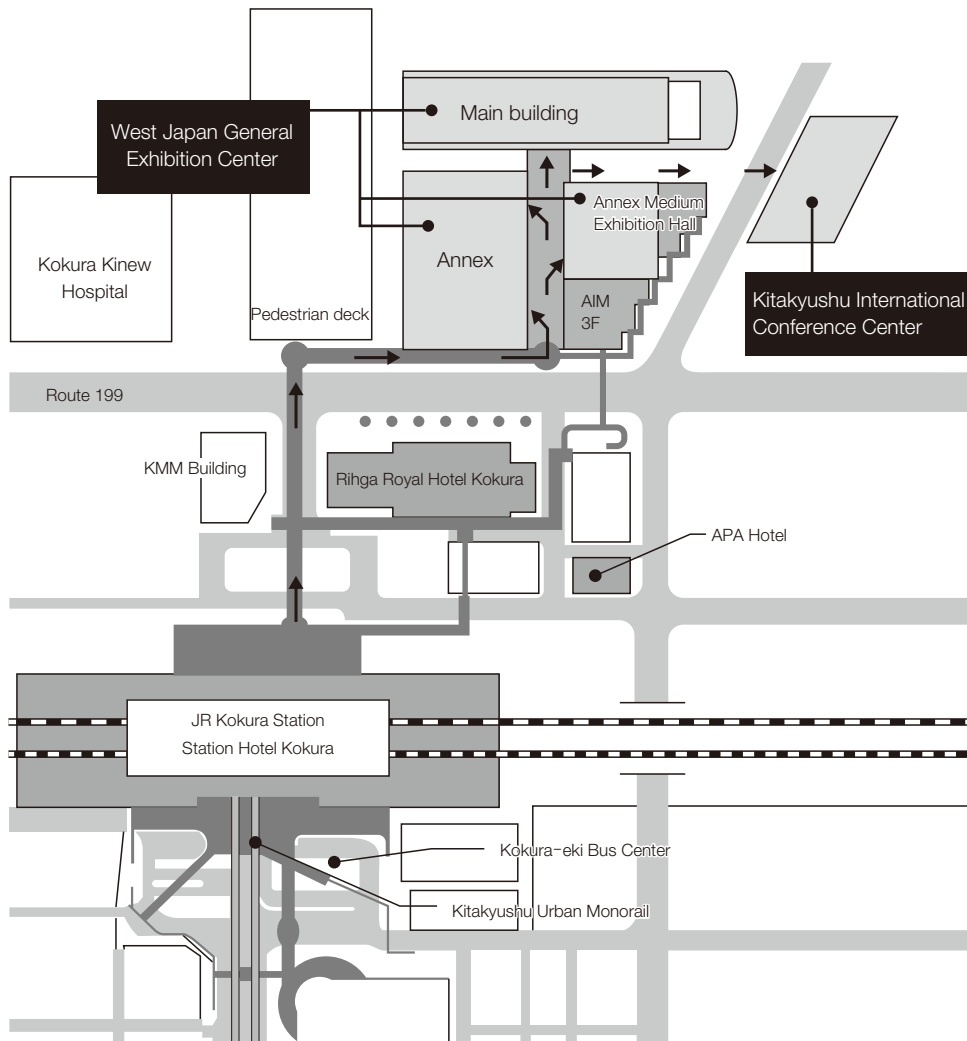 Main building
West Japan General
Exhibition Center
Annex Medium
Exhibition Hall
Annex
Kokura Kinew
Hospital
Kitakyushu International
Conference Center
AIM
3F
Pedestrian deck
Route 199
KMM Building
Rihga Royal Hotel Kokura
APA Hotel
JR Kokura Station
Station Hotel Kokura
Kokura-eki Bus Center
Kitakyushu Urban Monorail